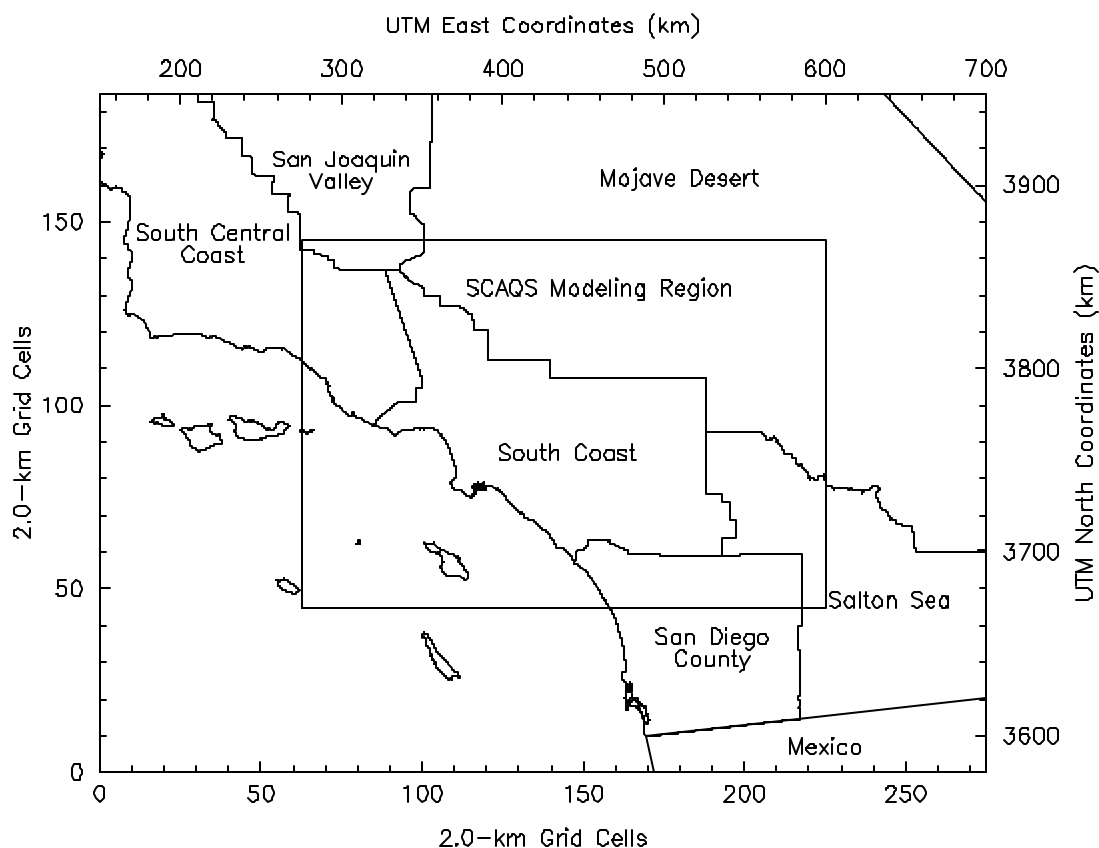 UTM East Coordinates (km)
200 300 400 500 600 700
San Joaquin
Valley
Mojave Desert
3900
150
South Central
Coast
SCAQS Modeling Region
3800
100
South Coast
2.0-km Grid Cells
UTM North Coordinates (km)
3700
50
Salton Sea
San Diego
County
3600
Mexico
0
0 50 100 150 200 250
2.0-km Grid Cells